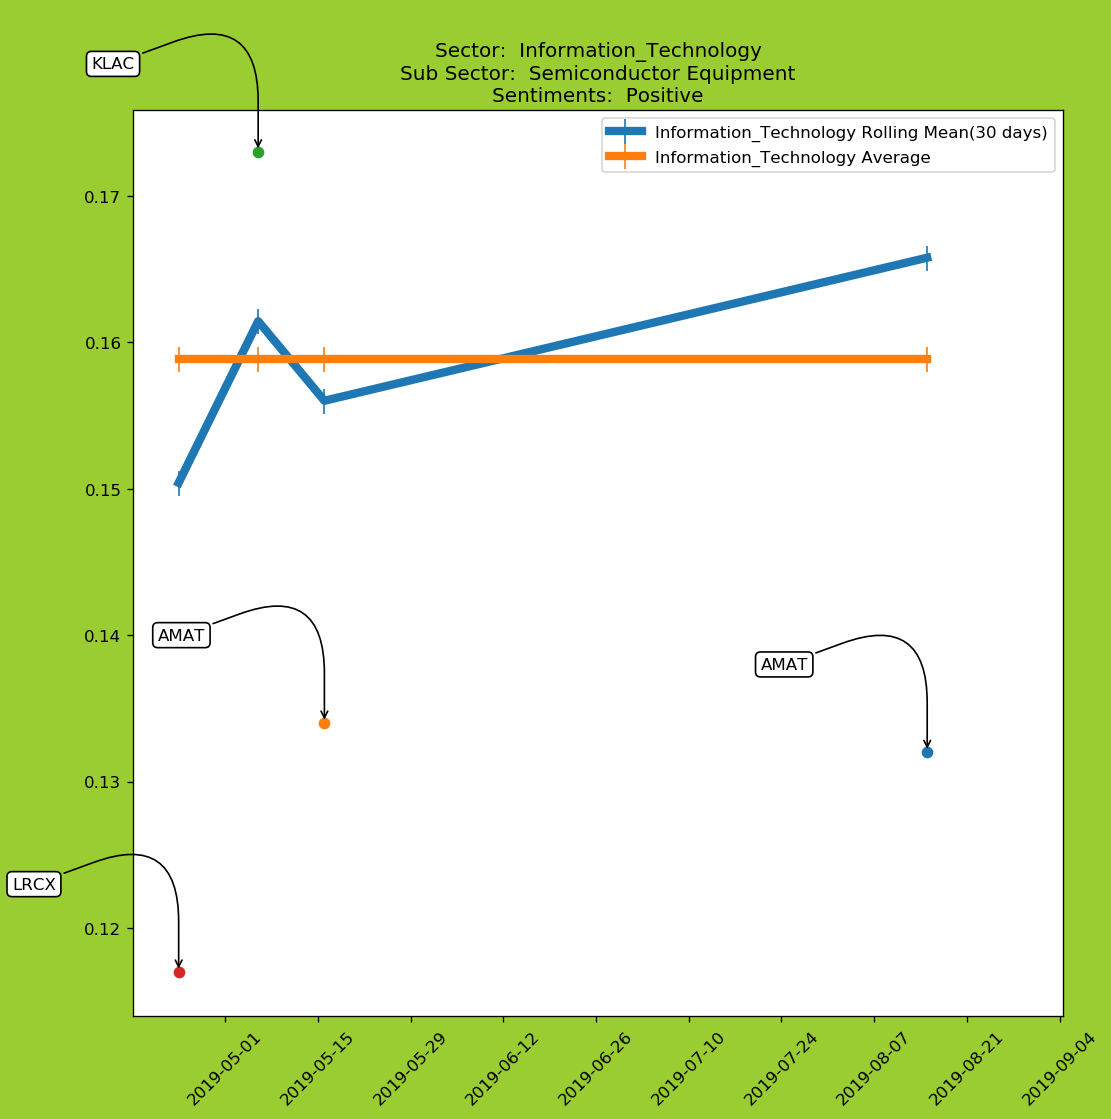 KLAC
Sector:  Information_Technology
Sub Sector:  Semiconductor Equipment
Sentiments:  Positive
Information_Technology Rolling Mean(30 days)
Information_Technology Average
0.17
0.16
0.15
0.14
0.13
0.12
AMAT
AMAT
LRCX
2019-05-01
2019-05-15
2019-05-29
2019-06-12
2019-06-26
2019-07-10
2019-07-24
2019-08-07
2019-08-21
2019-09-04